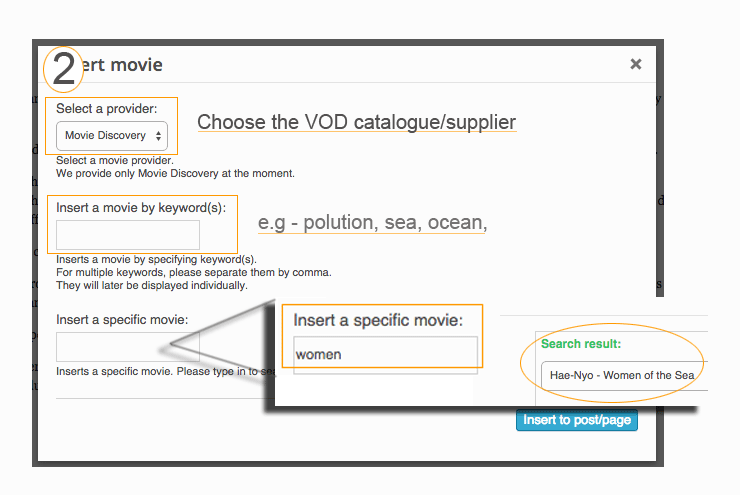 2
ert movie
×
Select a provider:
Movie Discovery
Choose the VOD catalogue/supplier
Select a movie provider.
We provide only Movie Discovery at the moment.
Insert a movie by keyword(s):
e.g - polution, sea, ocean,
Inserts a movie by specifying keyword(s).
For multiple keywords, please separate them by comma.
They will later be displayed individually.
Insert a specific movie:
Inserts a specific movie. Please type in to
Insert a specific movie:
women
Search result:
Hae-Nyo - Women of the Sea
Insert to post/page